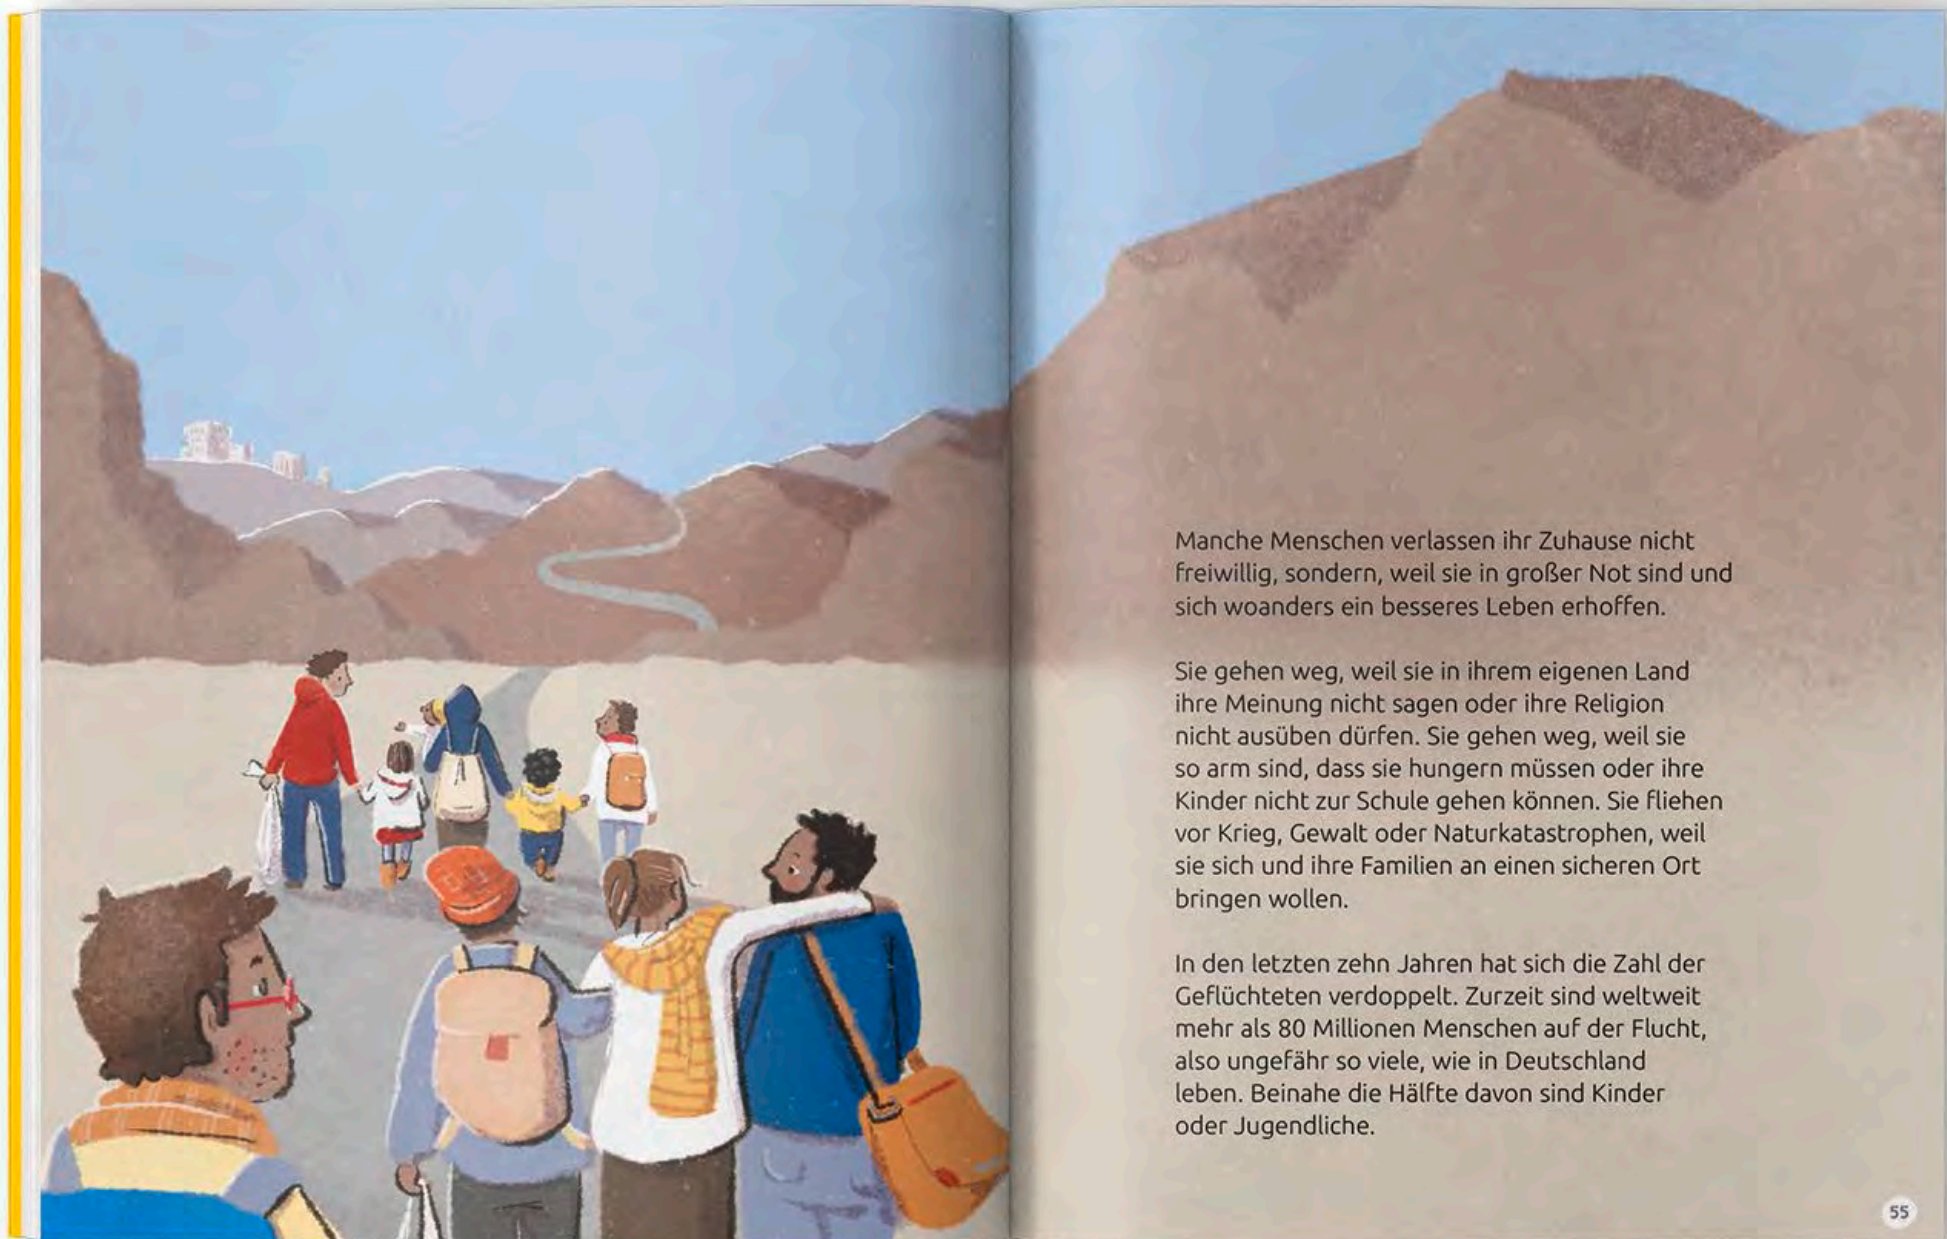 Manche Menschen verlassen ihr Zuhause nicht
freiwillig, sondern, weil sie in großer Not sind und
sich woanders ein besseres Leben erhoffen.
Sie gehen weg, weil sie in ihrem eigenen Land
ihre Meinung nicht sagen oder ihre Religion
nicht ausüben dürfen. Sie gehen weg, weil sie
so arm sind, dass sie hungern müssen oder ihre
Kinder nicht zur Schule gehen können. Sie fliehen
vor Krieg, Gewalt oder Naturkatastrophen, weil
sie sich und ihre Familien an einen sicheren Ort
bringen wollen.
In den letzten zehn Jahren hat sich die Zahl der
Geflüchteten verdoppelt. Zurzeit sind weltweit
mehr als 80 Millionen Menschen auf der Flucht,
also ungefähr so viele, wie in Deutschland
leben. Beinahe die Hälfte davon sind Kinder
oder Jugendliche.
55